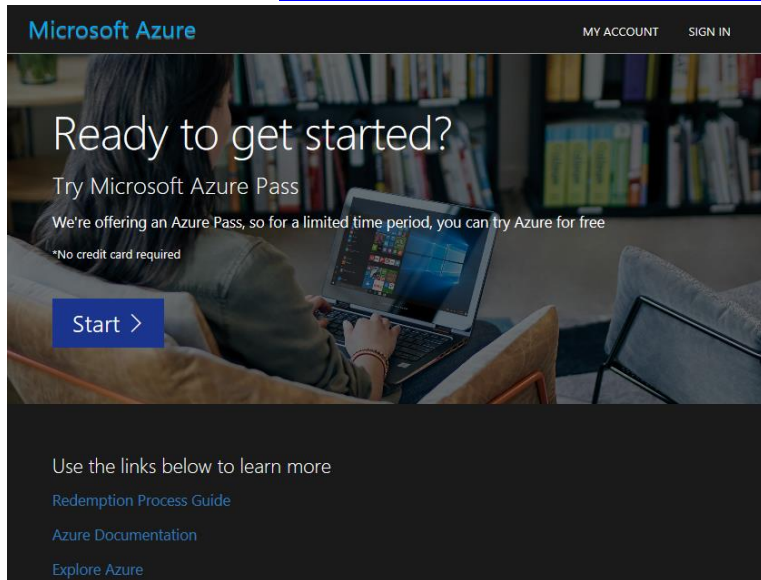 Microsoft Azure
MY ACCOUNT
SIGN IN
Ready to get started?
Try Microsoft Azure Pass
We're offering an Azure Pass, so for a limited time period, you can try Azure for free
*No credit card required
Start >
Use the links below to learn more
Redemption Process Guide
Azure Documentation
Explore Azure